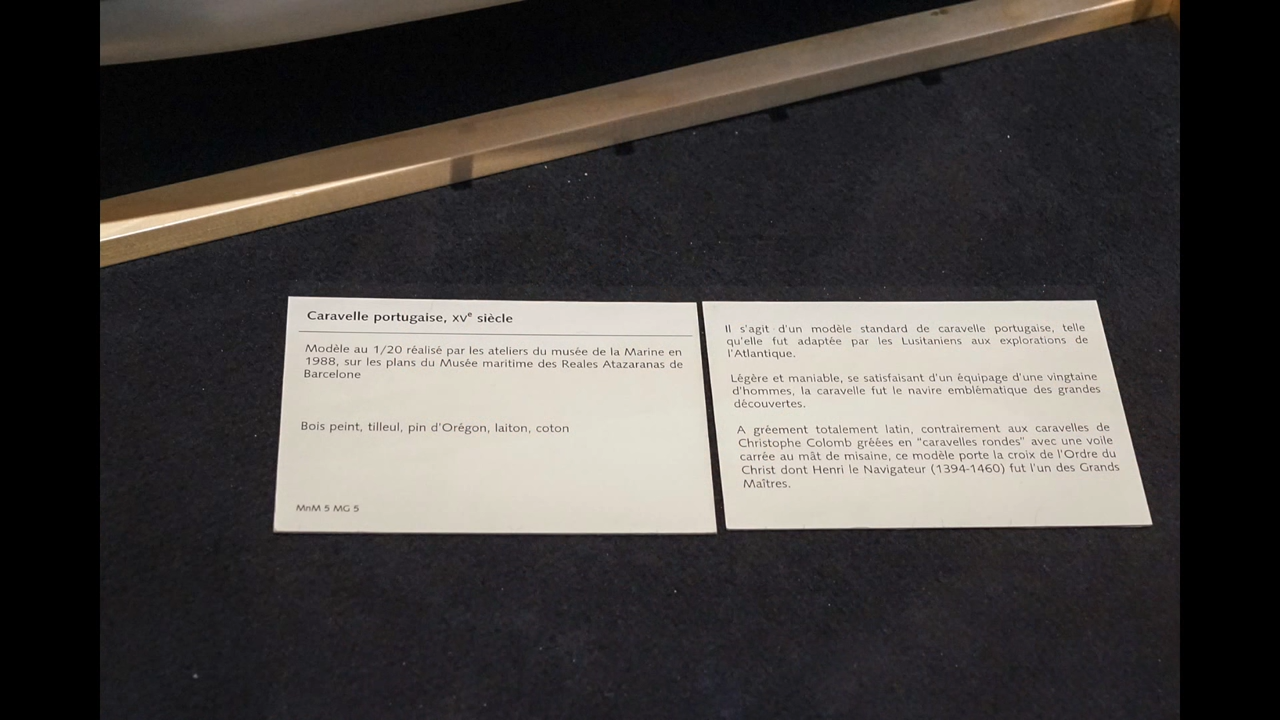 Caravelle portugaise, XVe siècle
Modèle au 1/20 réalisé par les ateliers du musée de la Marine en
1988, sur les plans du Musée maritime des Reales Atazaranas de
Barcelone
Bois peint, tilleul, pin d'Orégon, laiton, coton
MnM 5 MG 5
Il s'agit d'un modèle standard de caravelle portugaise, telle
qu'elle fut adaptée par les Lusitaniens aux explorations de
l'Atlantique.
Légère et maniable, se satisfaisant d'un équipage d'une vingtaine
d'hommes, la caravelle fut le navire emblématique des grandes
découvertes.
A gréement totalement latin, contrairement aux caravelles de
Christophe Colomb gréées en "caravelles rondes" avec une voile
carrée au mât de misaine, ce modèle porte la croix de l'Ordre du
Christ dont Henri le Navigateur (1394-1460) fut l'un des Grands
Maîtres.